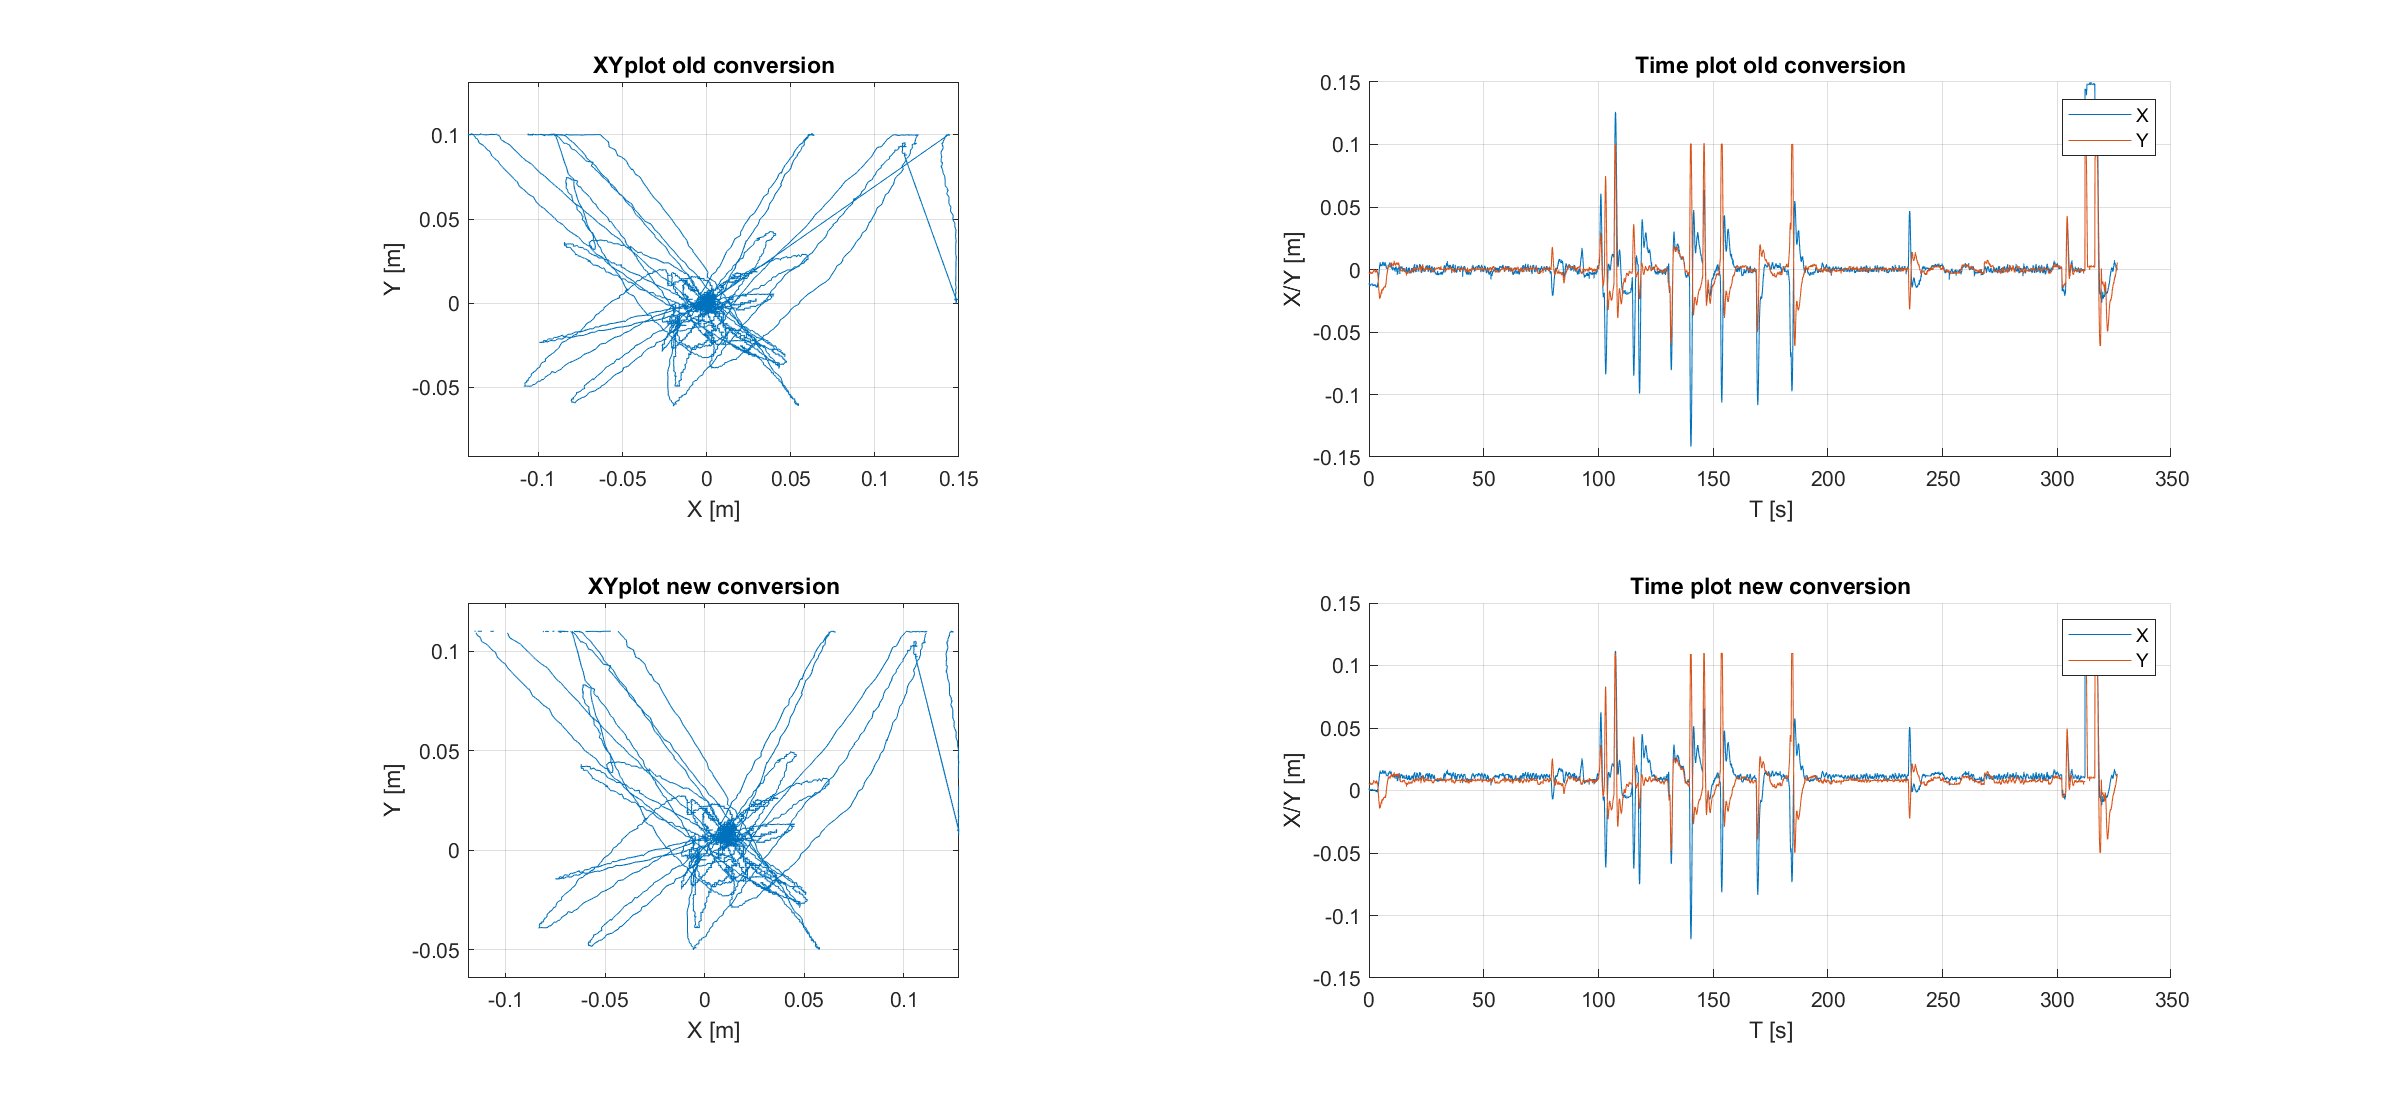 XYplot old conversion
0.1
0.05
0
-0.05
Y [m]
-0.1 -0.05 0 0.05 0.1 0.15
X [m]
Time plot old conversion
0.15
0.1
0.05
0
-0.05
-0.1
-0.15
X/Y [m]
X
Y
0 50 100 150 200 250 300 350
T [s]
XYplot new conversion
0.1
0.05
0
-0.05
Y [m]
-0.1 -0.05 0 0.05 0.1
X [m]
Time plot new conversion
0.15
0.1
0.05
0
-0.05
-0.1
-0.15
X/Y [m]
X
Y
0 50 100 150 200 250 300 350
T [s]